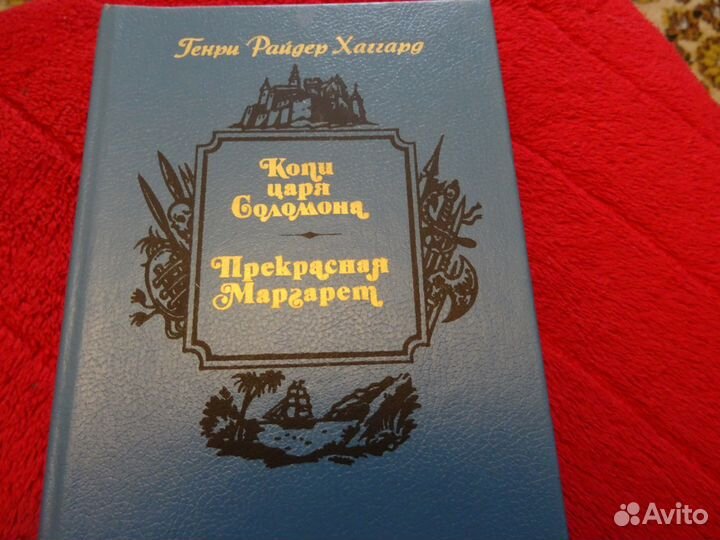 Генри Райдер Хаггард
Копи
царя
Соломона
Прекрасная
Маргарет
Avito